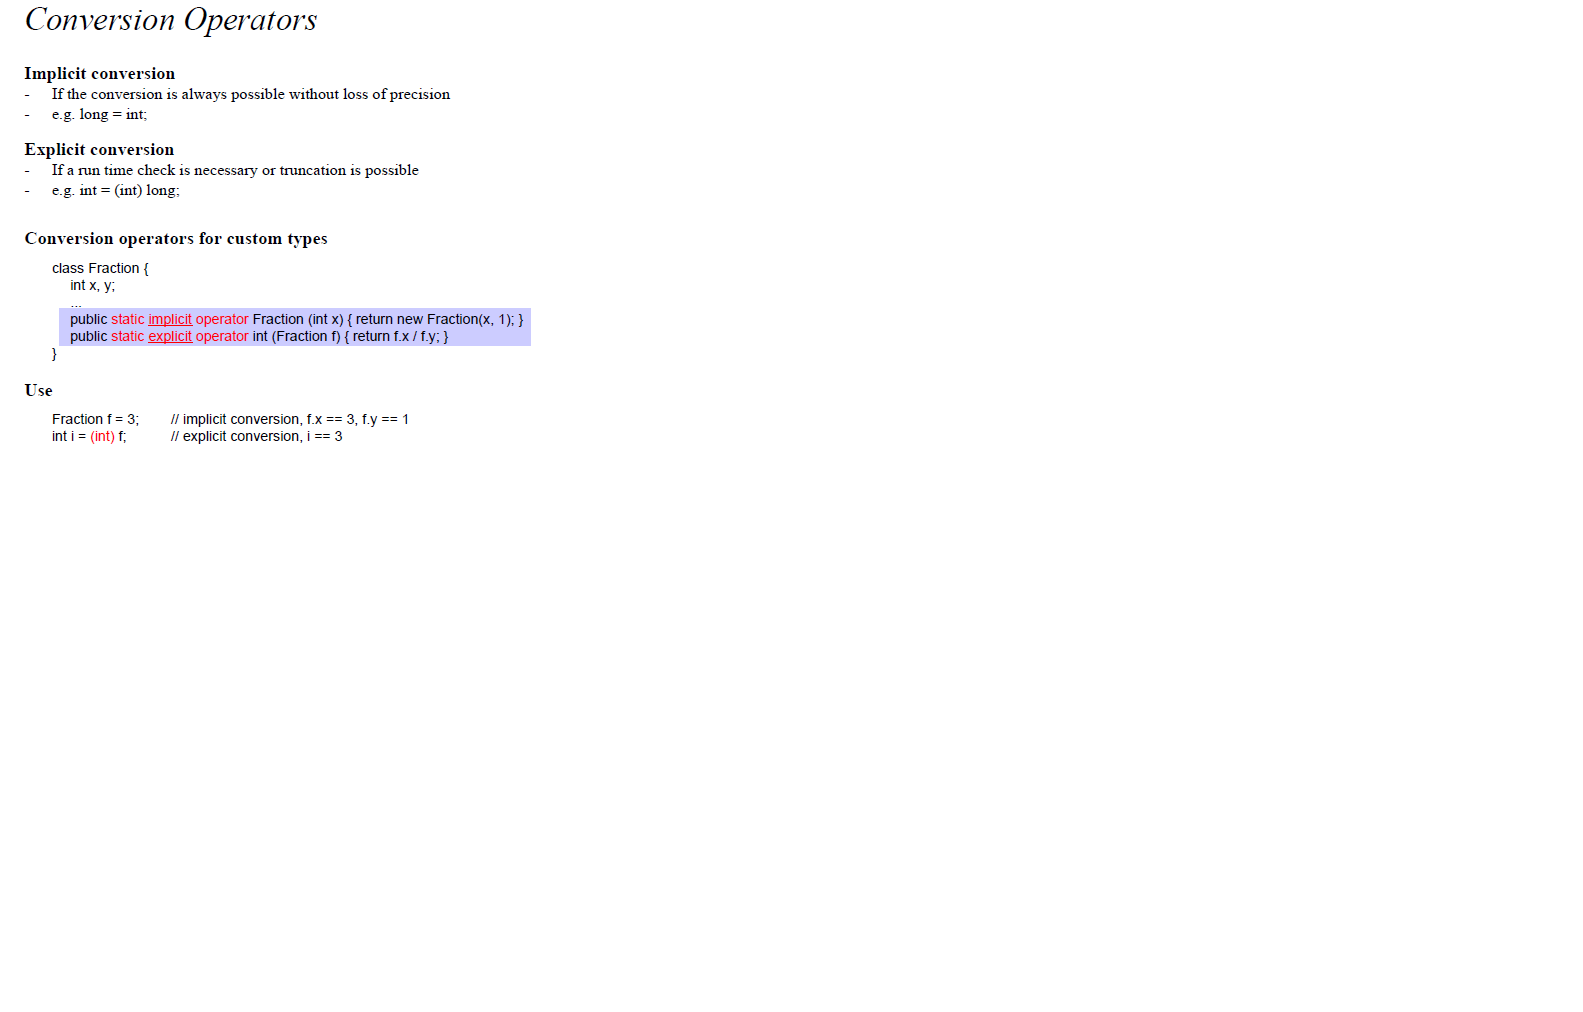 Conversion Operators
Implicit conversion
- If the conversion is always possible without loss of precision
- e.g. long = int;
Explicit conversion
- If a run time check is necessary or truncation is possible
- e.g. int = (int) long;
Conversion operators for custom types
class Fraction {
int x, y;
...
public static implicit operator Fraction (int x) { return new Fraction(x, 1); }
public static explicit operator int (Fraction f) { return f.x / f.y; }
}
Use
Fraction f = 3; // implicit conversion, f.x == 3, f.y == 1
int i = (int) f; // explicit conversion, i == 3